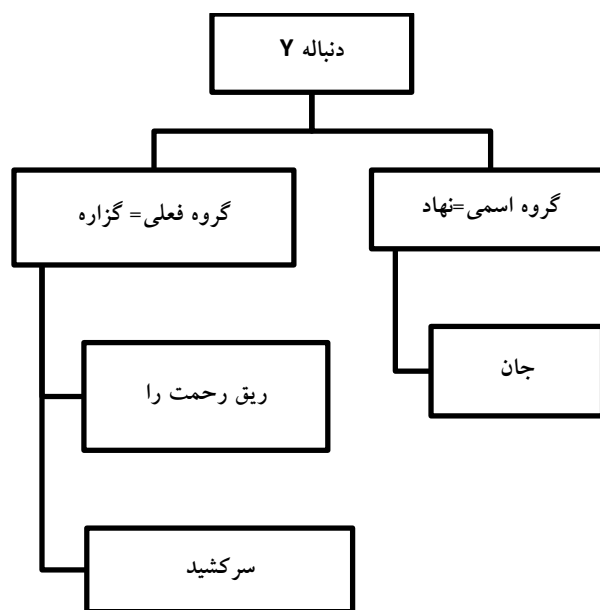 دنباله Y
گروه اسمی=نهاد
گروه فعلی= گزاره
جان
ریق رحمت را
سرکشید